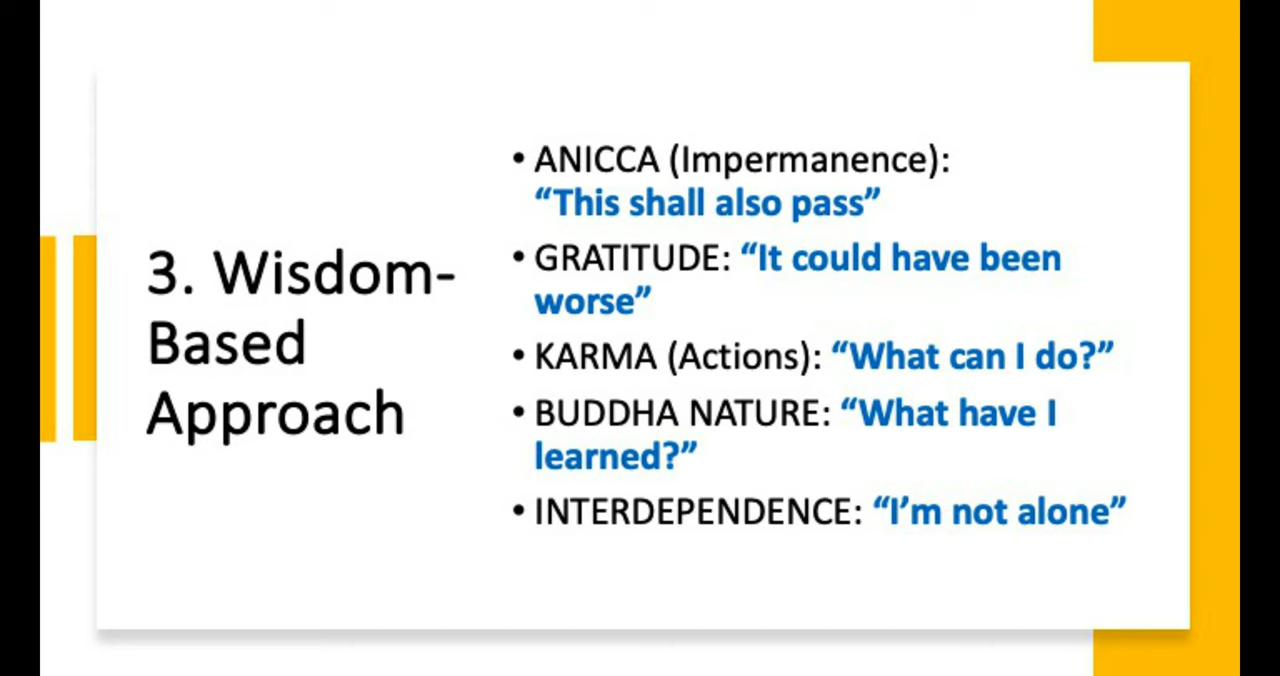 3. Wisdom-
Based
Approach
• ANICCA (Impermanence):
“This shall also pass”
• GRATITUDE: “It could have been
worse”
• KARMA (Actions): “What can I do?”
• BUDDHA NATURE: “What have I
learned?”
• INTERDEPENDENCE: “I’m not alone”